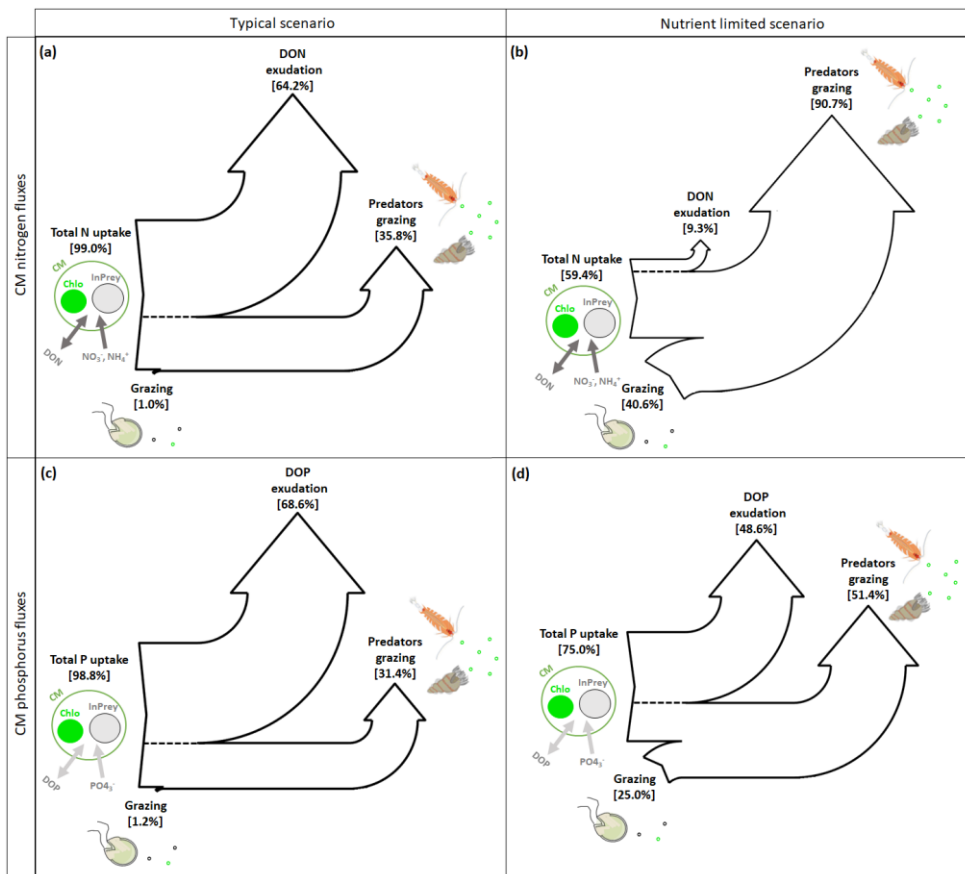 Typical scenario
Nutrient limited scenario
CM nitrogen fluxes
(a)
DON
exudation
[64.2%]
Predators
grazing
[35.8%]
Total N uptake
[99.0%]
CM
Chlo
InPrey
DON
NO₃⁻, NH₄⁺
Grazing
[1.0%]
(b)
Predators
grazing
[90.7%]
DON
exudation
[9.3%]
Total N uptake
[59.4%]
CM
Chlo
InPrey
DON
NO₃⁻, NH₄⁺
Grazing
[40.6%]
CM phosphorus fluxes
(c)
DOP
exudation
[68.6%]
Predators
grazing
[31.4%]
Total P uptake
[98.8%]
CM
Chlo
InPrey
DOP
PO4₃⁻
Grazing
[1.2%]
(d)
DOP
exudation
[48.6%]
Predators
grazing
[51.4%]
Total P uptake
[75.0%]
CM
Chlo
InPrey
DOP
PO4₃⁻
Grazing
[25.0%]